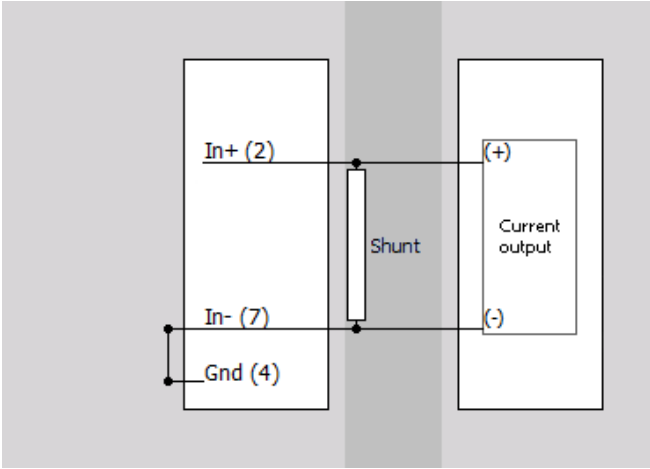 In+ (2)
(+)
Current
output
Shunt
In- (7)
(-)
Gnd (4)